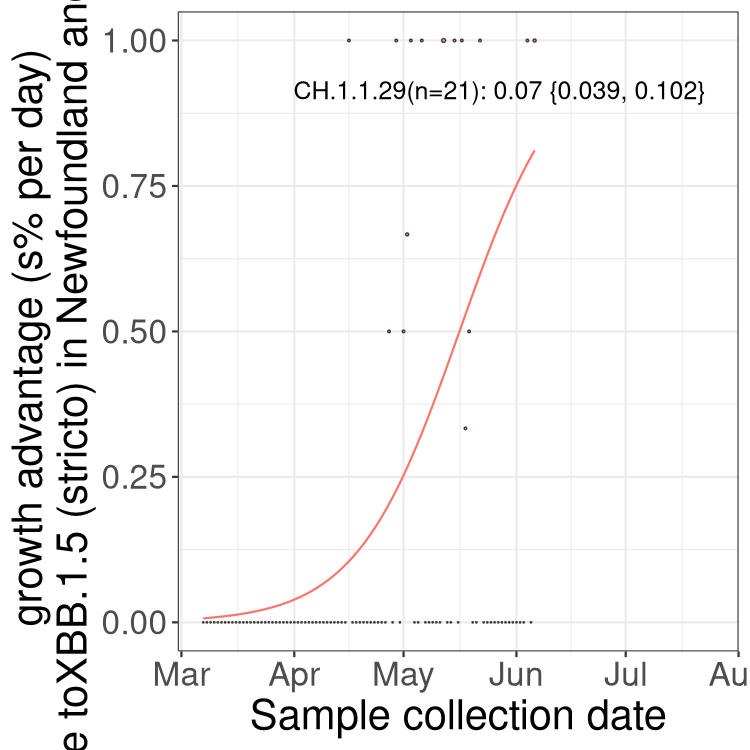 growth advantage (s% per day)
e toXBB.1.5 (stricto) in Newfoundland and
1.00
0.75
0.50
0.25
0.00
CH.1.1.29(n=21): 0.07 {0.039, 0.102}
Mar Apr May Jun Jul Au
Sample collection date